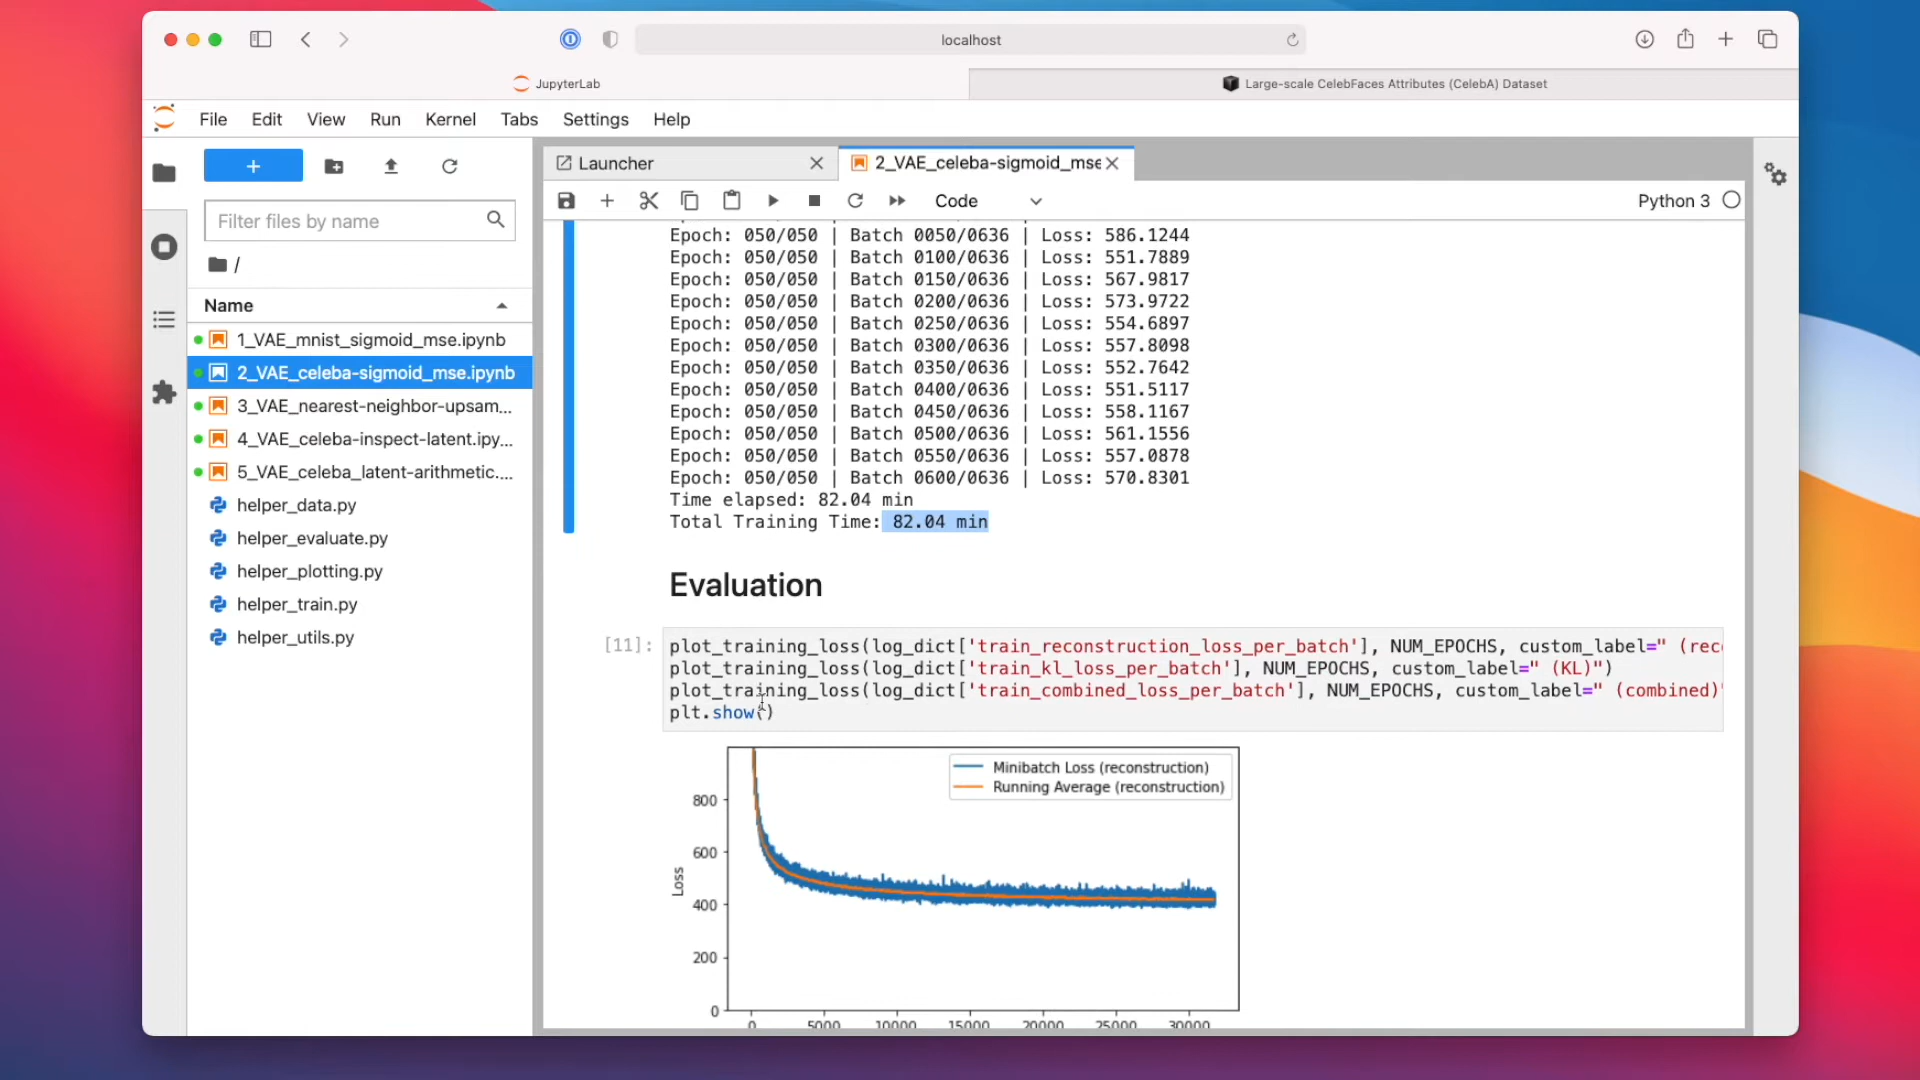 localhost
JupyterLab
Large-scale CelebFaces Attributes (CelebA) Dataset
File Edit View Run Kernel Tabs Settings Help
+
Filter files by name
/
Name
1_VAE_mnist_sigmoid_mse.ipynb
2_VAE_celeba-sigmoid_mse.ipynb
3_VAE_nearest-neighbor-upsam...
4_VAE_celeba-inspect-latent.ipy...
5_VAE_celeba_latent-arithmetic....
helper_data.py
helper_evaluate.py
helper_plotting.py
helper_train.py
helper_utils.py
Launcher
2_VAE_celeba-sigmoid_mse
Code
Python 3
Epoch: 050/050 | Batch 0050/0636 | Loss: 586.1244
Epoch: 050/050 | Batch 0100/0636 | Loss: 551.7889
Epoch: 050/050 | Batch 0150/0636 | Loss: 567.9817
Epoch: 050/050 | Batch 0200/0636 | Loss: 573.9722
Epoch: 050/050 | Batch 0250/0636 | Loss: 554.6897
Epoch: 050/050 | Batch 0300/0636 | Loss: 557.8098
Epoch: 050/050 | Batch 0350/0636 | Loss: 552.7642
Epoch: 050/050 | Batch 0400/0636 | Loss: 551.5117
Epoch: 050/050 | Batch 0450/0636 | Loss: 558.1167
Epoch: 050/050 | Batch 0500/0636 | Loss: 561.1556
Epoch: 050/050 | Batch 0550/0636 | Loss: 557.0878
Epoch: 050/050 | Batch 0600/0636 | Loss: 570.8301
Time elapsed: 82.04 min
Total Training Time: 82.04 min
Evaluation
[11]:
plot_training_loss(log_dict['train_reconstruction_loss_per_batch'], NUM_EPOCHS, custom_label=" (rec
plot_training_loss(log_dict['train_kl_loss_per_batch'], NUM_EPOCHS, custom_label=" (KL)")
plot_training_loss(log_dict['train_combined_loss_per_batch'], NUM_EPOCHS, custom_label=" (combined)"
plt.show()
Minibatch Loss (reconstruction)
Running Average (reconstruction)
Loss
800
600
400
200
0
0 5000 10000 15000 20000 25000 30000